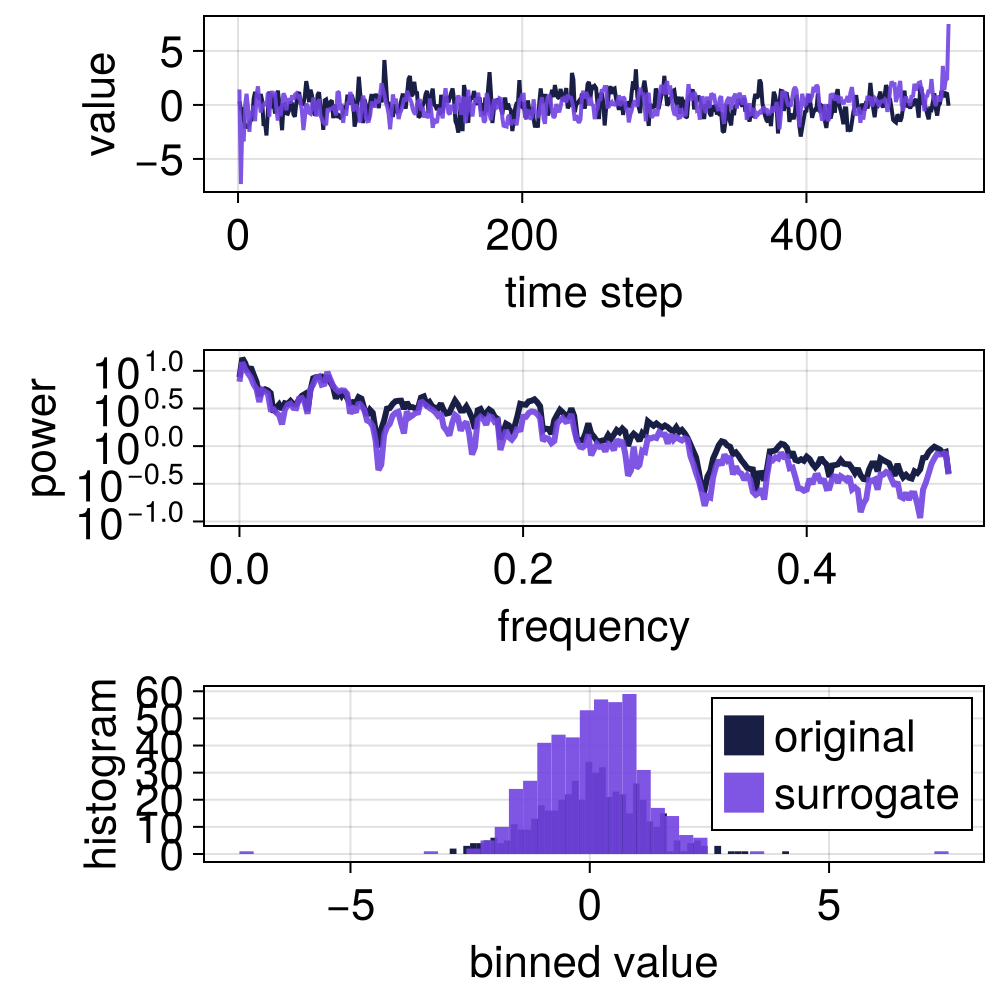 value
5
0
−5
0 200 400
time step
power
10^1.0
10^0.5
10^0.0
10^−0.5
10^−1.0
0.0 0.2 0.4
frequency
histogram
60
50
40
30
20
10
0
original
surrogate
−5 0 5
binned value